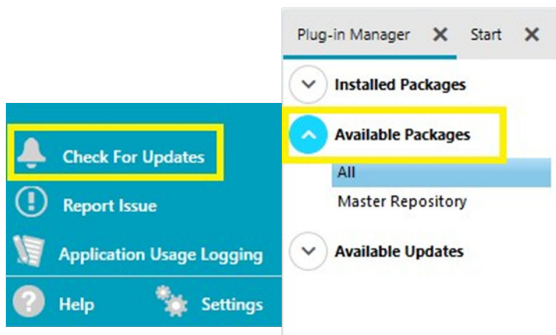 Check For Updates
Report Issue
Application Usage Logging
Help Settings
Plug-in Manager Start
Installed Packages
Available Packages
All
Master Repository
Available Updates